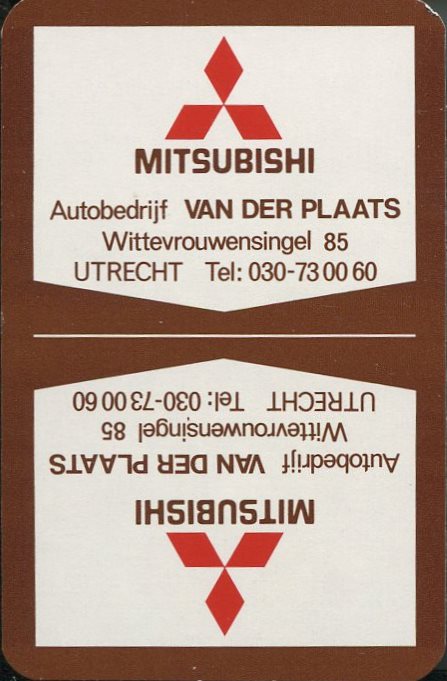 MITSUBISHI
Autobedrijf VAN DER PLAATS
Wittevrouwensingel 85
UTRECHT Tel: 030-73 00 60
UTRECHT Tel: 030-73 00 60
Wittevrouwensingel 85
Autobedrijf VAN DER PLAATS
MITSUBISHI